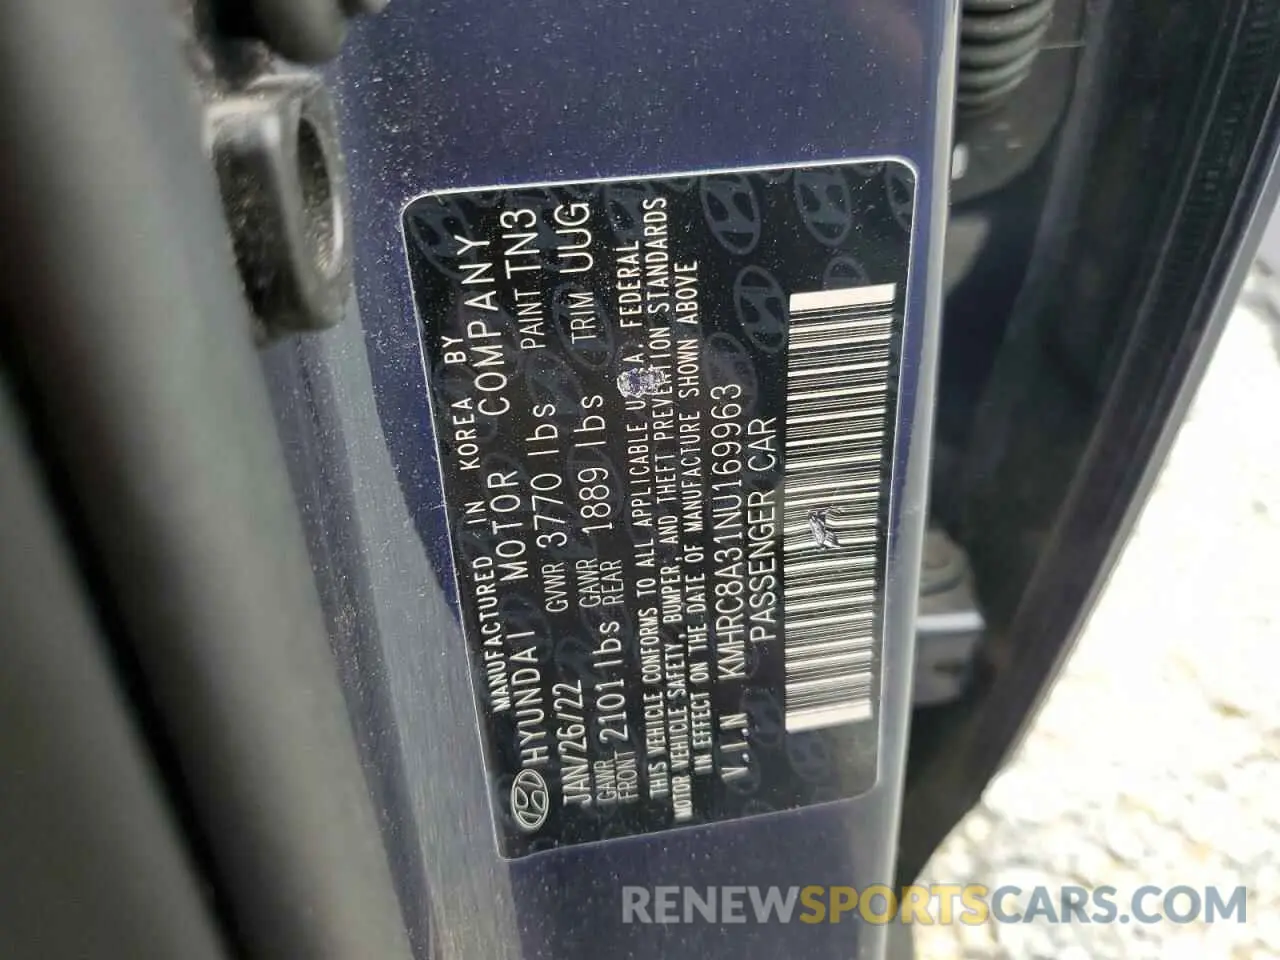 MANUFACTURED IN KOREA BY
HYUNDAI MOTOR COMPANY
JAN/26/22 GVWR 3770 lbs PAINT TN3
GAWR FRONT 2101 lbs GAWR REAR 1889 lbs TRIM UUG
THIS VEHICLE CONFORMS TO ALL APPLICABLE U. A. FEDERAL
MOTOR VEHICLE SAFETY, BUMPER, AND THEFT PREVENTION STANDARDS
IN EFFECT ON THE DATE OF MANUFACTURE SHOWN ABOVE
V.I.N KMHRC8A31NU169963
PASSENGER CAR
RENEWSPORTSCARS.COM